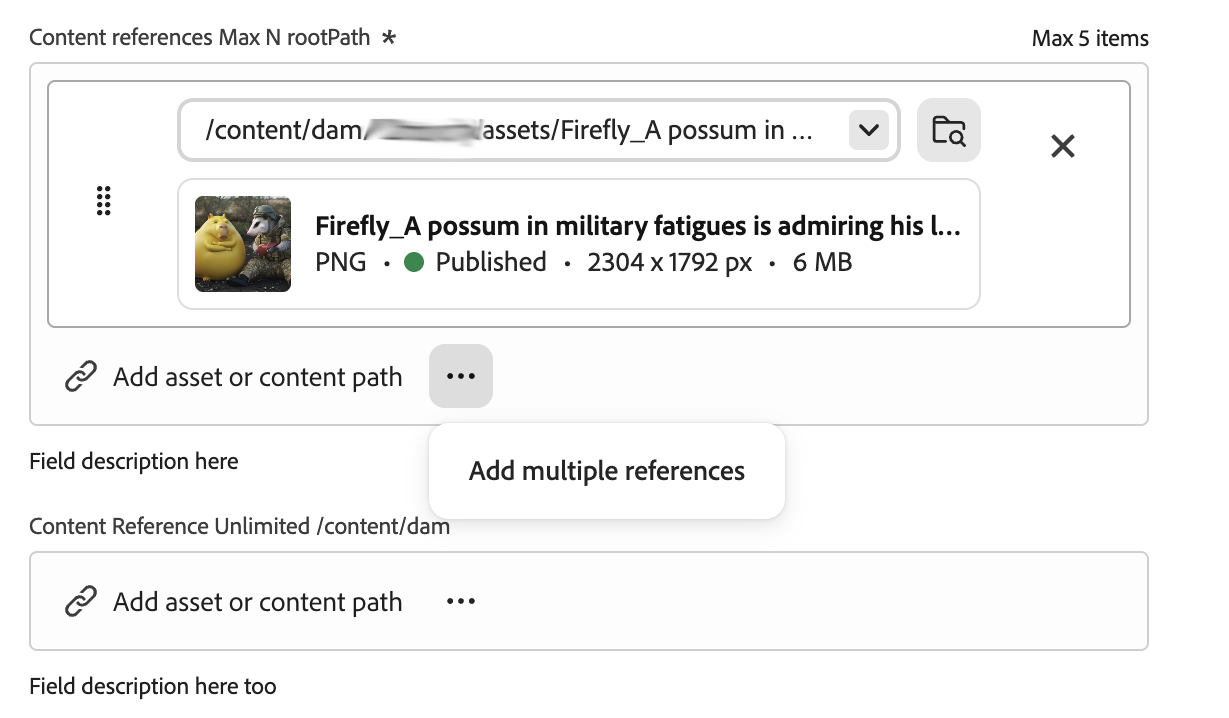 Content references Max N rootPath *
Max 5 items
/content/dam/ /assets/Firefly_A possum in ...
Firefly_A possum in military fatigues is admiring his l...
PNG · Published · 2304 x 1792 px · 6 MB
Add asset or content path
Add multiple references
Field description here
Content Reference Unlimited /content/dam
Add asset or content path
Field description here too